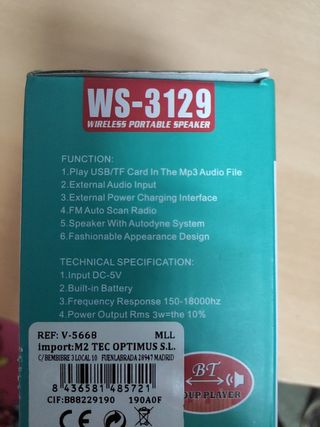 WS-3129
WIRELESS PORTABLE SPEAKER
FUNCTION:
1.Play USB/TF Card In The Mp3 Audio File
2.External Audio Input
3.External Power Charging Interface
4.FM Auto Scan Radio
5.Speaker With Autodyne System
6.Fashionable Appearance Design
TECHNICAL SPECIFICATION:
1.Input DC-5V
2.Built-in Battery
3.Frequency Response 150-18000hz
4.Power Output Rms 3w=the 10%
REF: V-5668 MLL
import:M2 TEC OPTIMUS S.L.
C/ BEMBIBRE 3 LOCAL 10 FUENLABRADA 28947 MADRID
8 436581 485721
CIF:B88229190 190A0F
CE
BT
OUP PLAYER